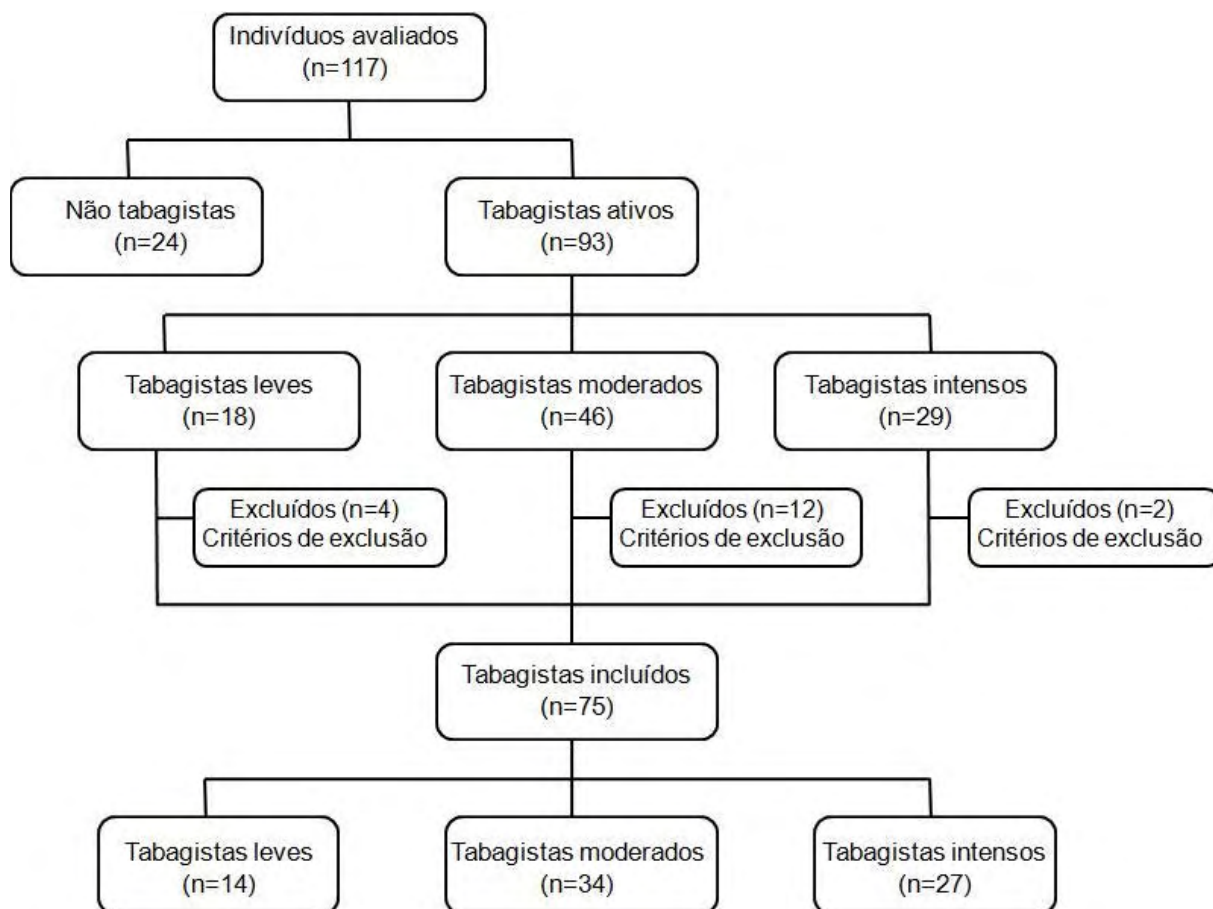 Indivíduos avaliados
(n=117)
Não tabagistas
(n=24)
Tabagistas ativos
(n=93)
Tabagistas leves
(n=18)
Tabagistas moderados
(n=46)
Tabagistas intensos
(n=29)
Excluídos (n=4)
Critérios de exclusão
Excluídos (n=12)
Critérios de exclusão
Excluídos (n=2)
Critérios de exclusão
Tabagistas incluídos
(n=75)
Tabagistas leves
(n=14)
Tabagistas moderados
(n=34)
Tabagistas intensos
(n=27)